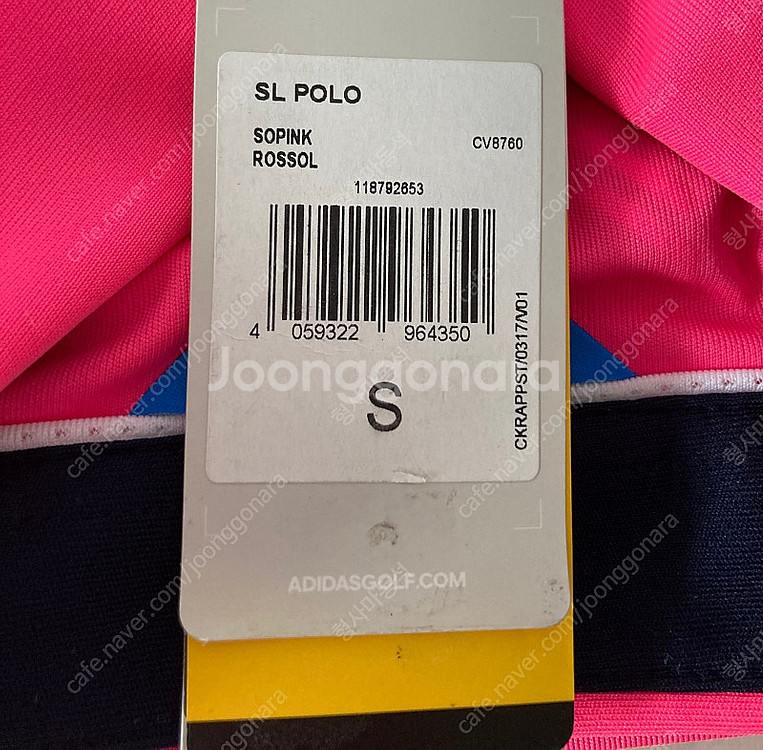 SL POLO
SOPINK
ROSSOL
CV8760
118792653
4 059322 964350
CKRAPPST/0317/V01
S
ADIDASGOLF.COM
Joonggonara
cafe.naver.com/joonggonara